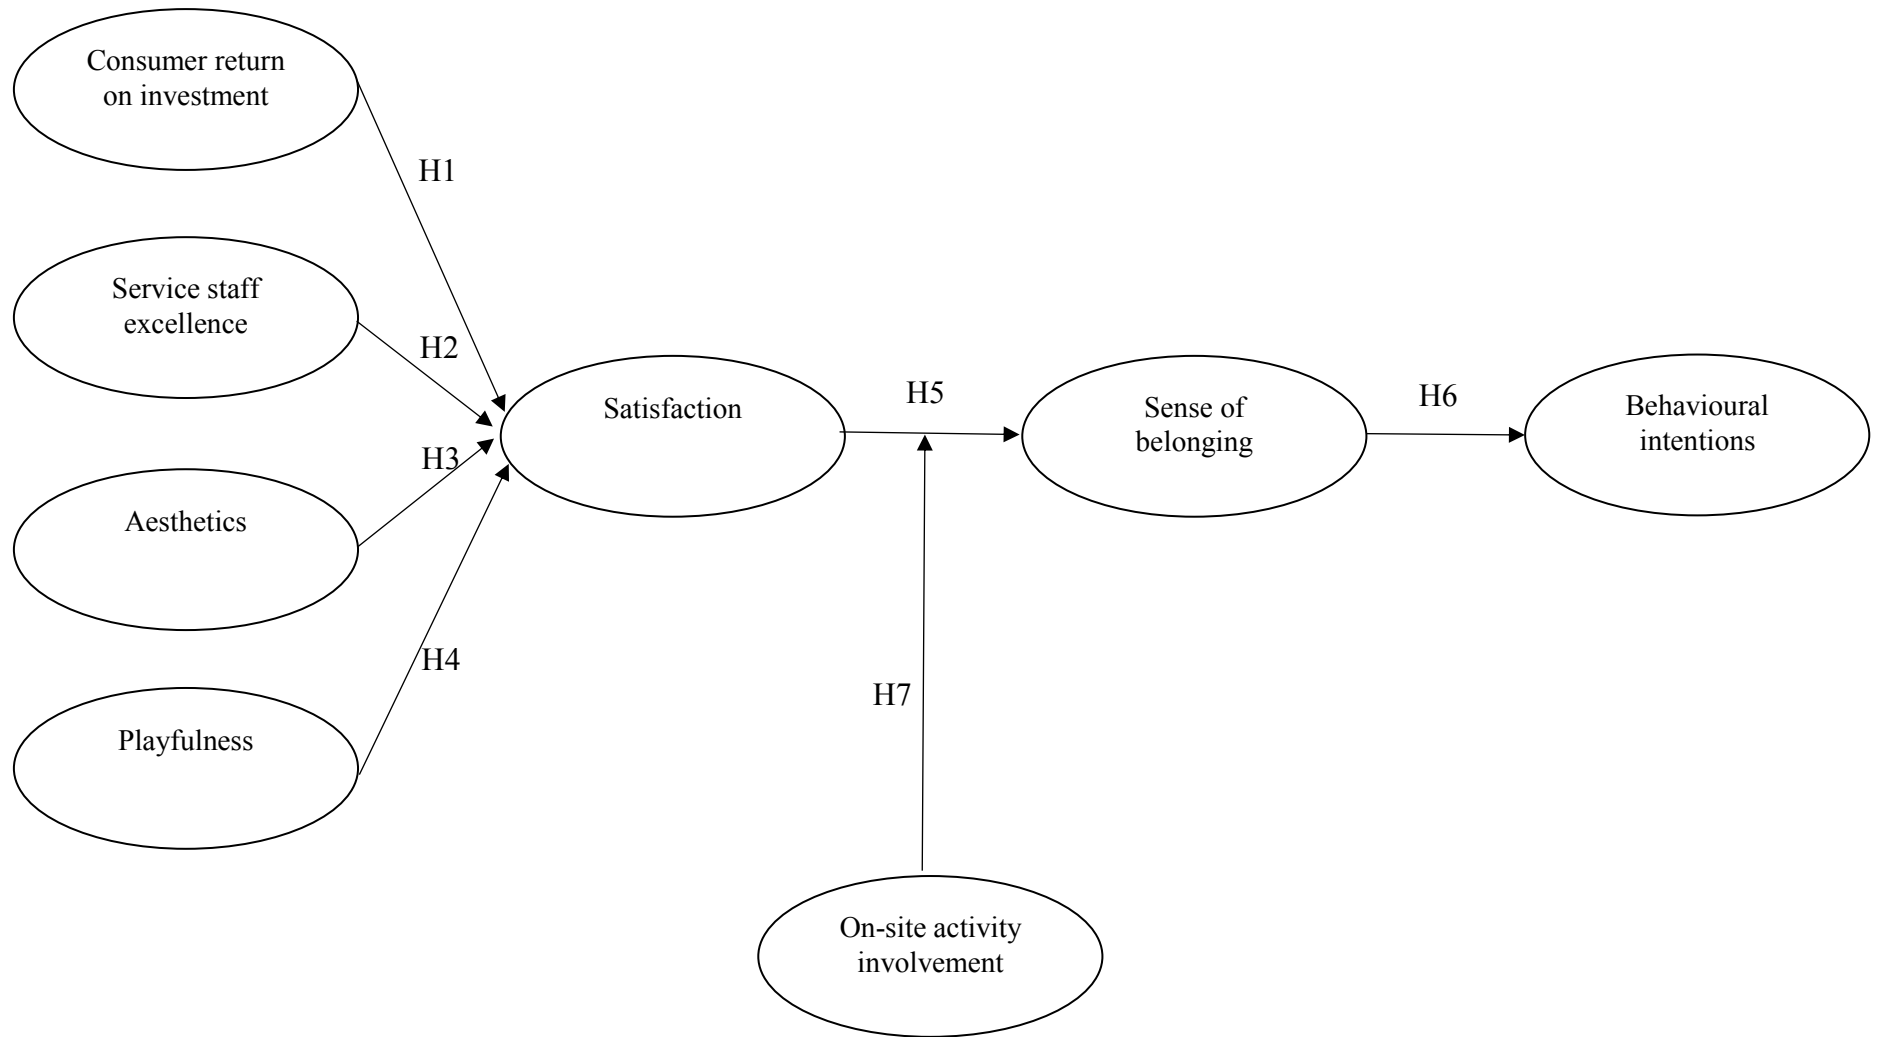 Consumer return
on investment
H1
Service staff
excellence
H2
Satisfaction
H5
Sense of
belonging
H6
Behavioural
intentions
H3
Aesthetics
H4
Playfulness
H7
On-site activity
involvement